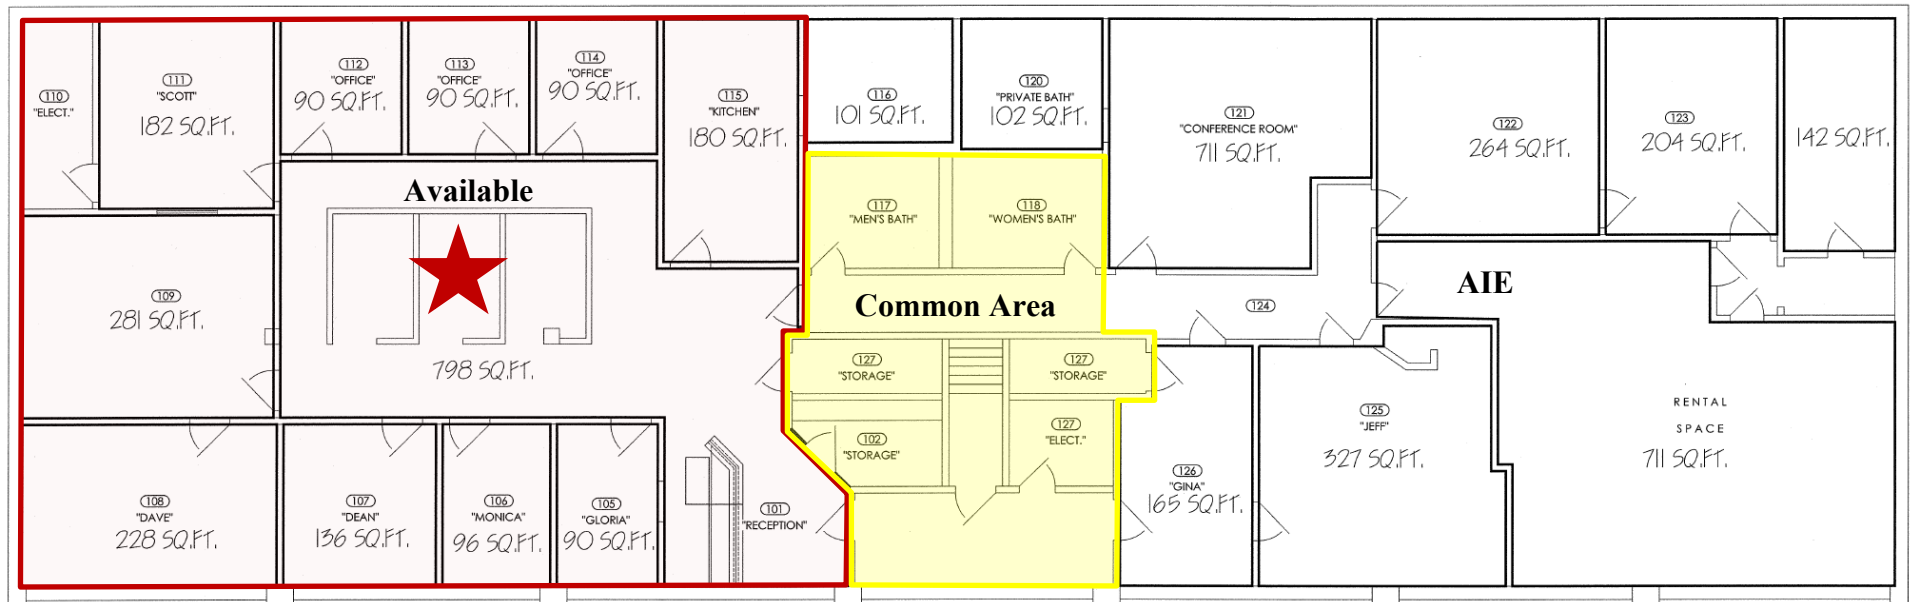 110
"ELECT."
111
"SCOTT"
182 SQ.FT.
112
"OFFICE"
90 SQ.FT.
113
"OFFICE"
90 SQ.FT.
114
"OFFICE"
90 SQ.FT.
115
"KITCHEN"
180 SQ.FT.
116
101 SQ.FT.
120
"PRIVATE BATH"
102 SQ.FT.
121
"CONFERENCE ROOM"
711 SQ.FT.
122
264 SQ.FT.
123
204 SQ.FT.
142 SQ.FT.
Available
117
"MEN'S BATH"
118
"WOMEN'S BATH"
109
281 SQ.FT.
798 SQ.FT.
Common Area
124
AIE
127
"STORAGE"
127
"STORAGE"
102
"STORAGE"
127
"ELECT."
125
"JEFF"
327 SQ.FT.
RENTAL
SPACE
711 SQ.FT.
108
"DAVE"
228 SQ.FT.
107
"DEAN"
136 SQ.FT.
106
"MONICA"
96 SQ.FT.
105
"GLORIA"
90 SQ.FT.
101
"RECEPTION"
126
"GINA"
165 SQ.FT.